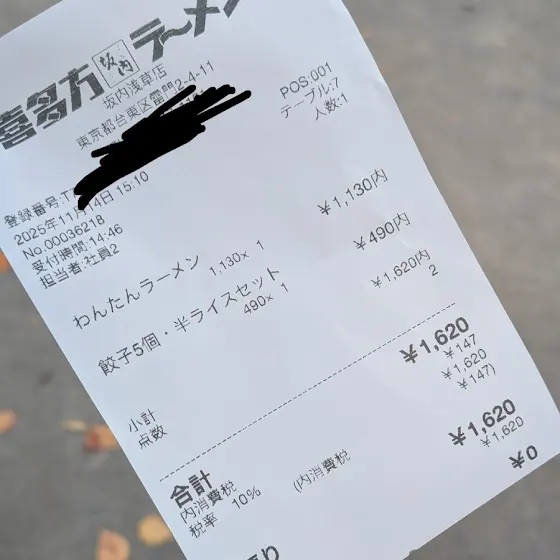 喜多方 坂内 ラーメン
坂内浅草店
東京都台東区雷門2-4-11
POS:001
テーブル:7
人数:1
登録番号:T
2025年11月14日 15:10
No.00036218
受付時間:14:46
担当者:社員2
わんたんラーメン
1,130× 1 ¥1,130内
餃子5個・半ライスセット
490× 1 ¥490内
小計 ¥1,620内
点数 2
合計 ¥1,620
内消費税 ¥147
税率 10% ¥1,620
(内消費税 ¥147)
¥1,620
¥1,620
¥0